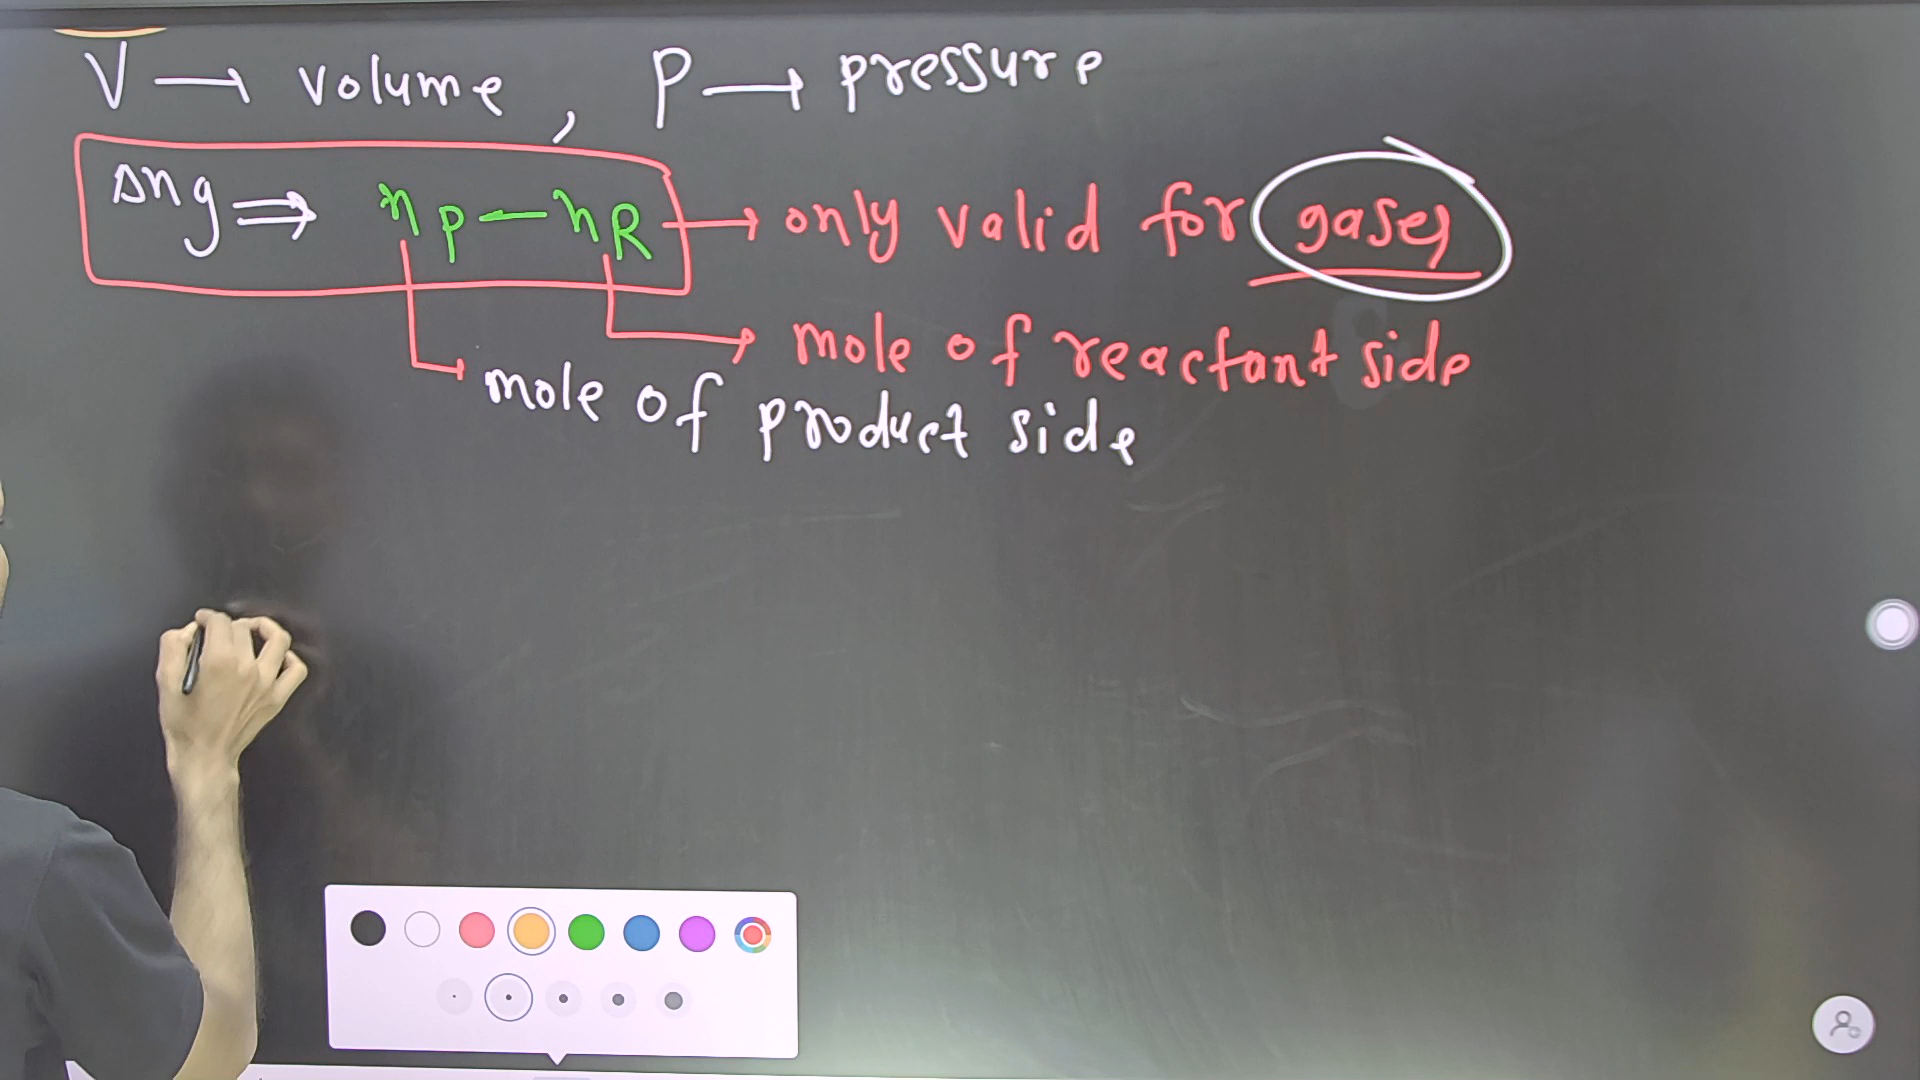 V → volume , P → pressure
Δng ⇒ nP - nR → only valid for gases
→ mole of reactant side
→ mole of product side